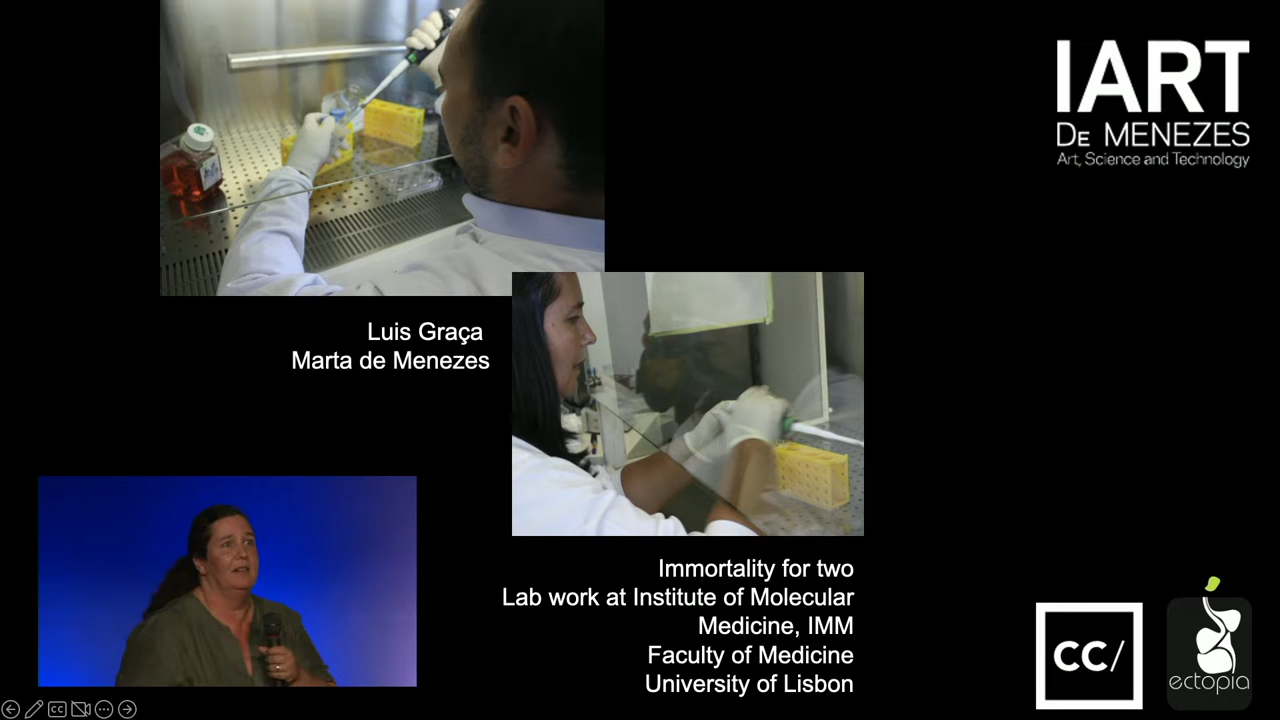 IART
DE MENEZES
Art, Science and Technology
Luis Graça
Marta de Menezes
Immortality for two
Lab work at Institute of Molecular
Medicine, IMM
Faculty of Medicine
University of Lisbon
CC/
ectopia
CC